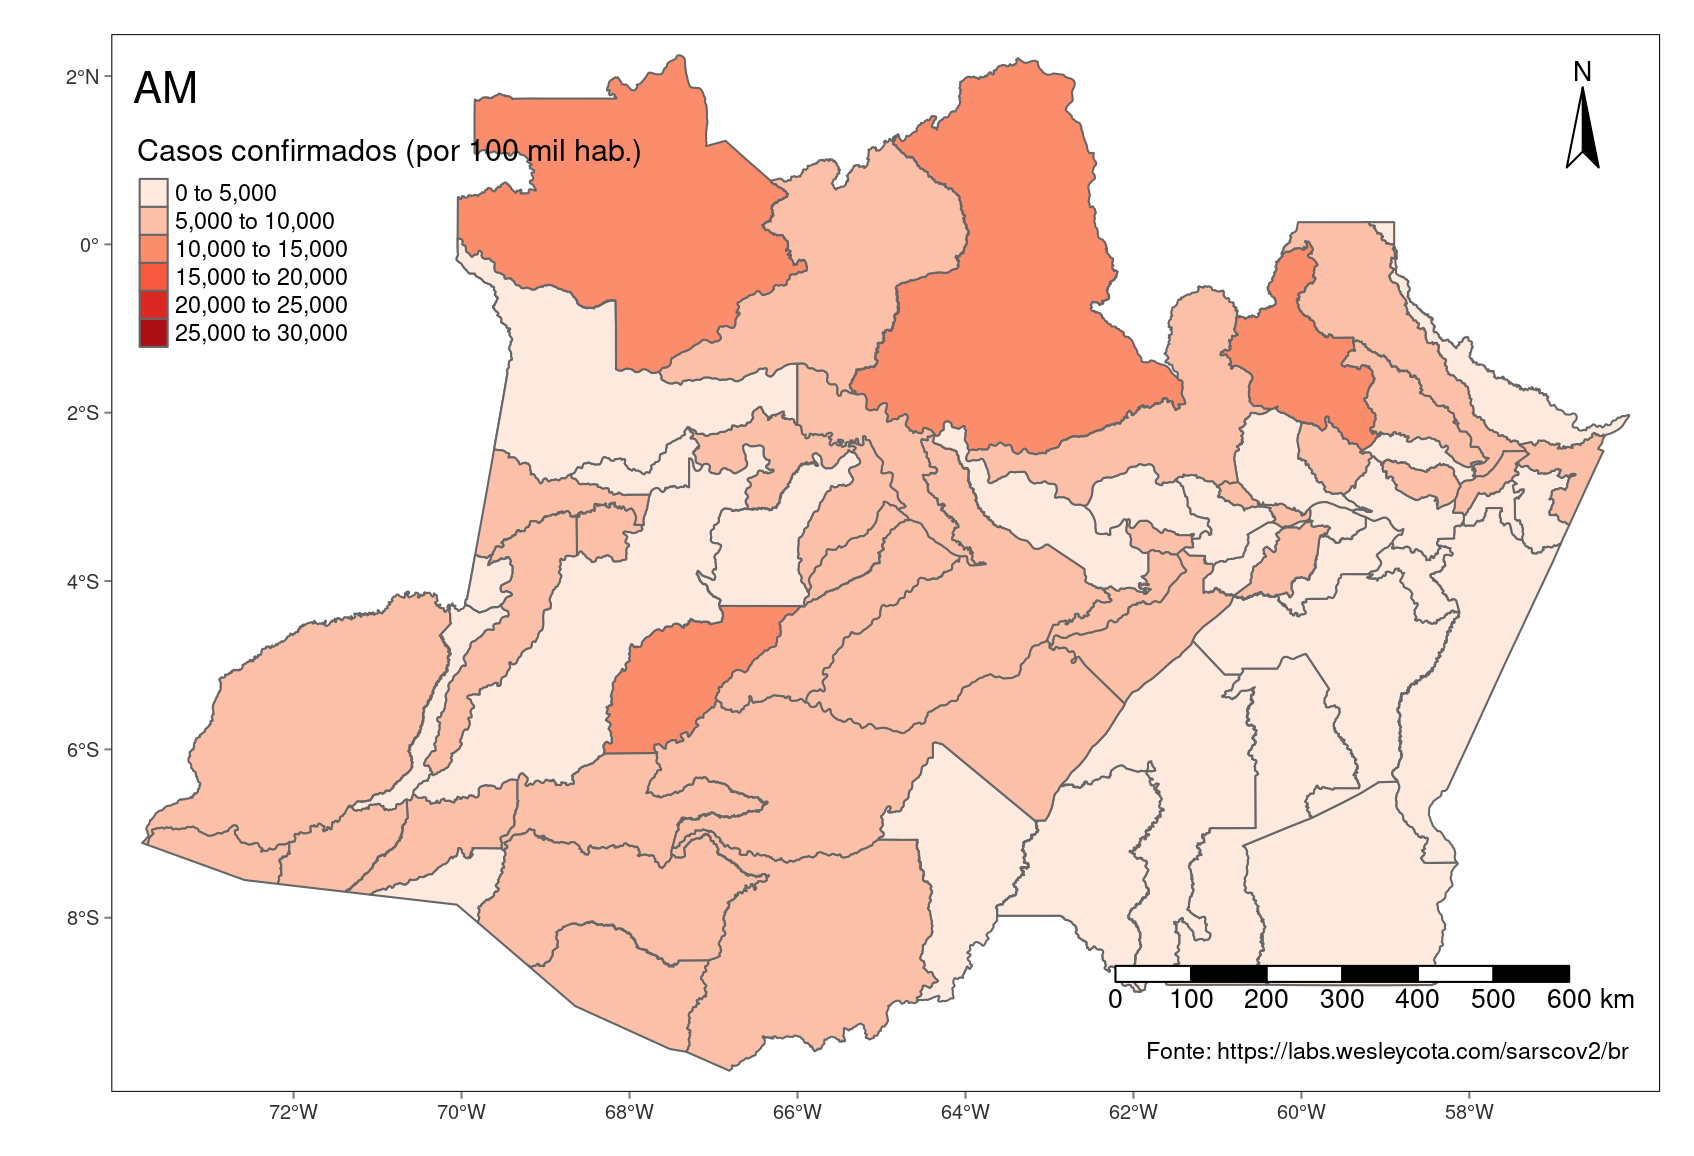 AM
N
Casos confirmados (por 100 mil hab.)
0 to 5,000
5,000 to 10,000
10,000 to 15,000
15,000 to 20,000
20,000 to 25,000
25,000 to 30,000
2°N
0°
2°S
4°S
6°S
8°S
0 100 200 300 400 500 600 km
Fonte: https://labs.wesleycota.com/sarscov2/br
72°W 70°W 68°W 66°W 64°W 62°W 60°W 58°W